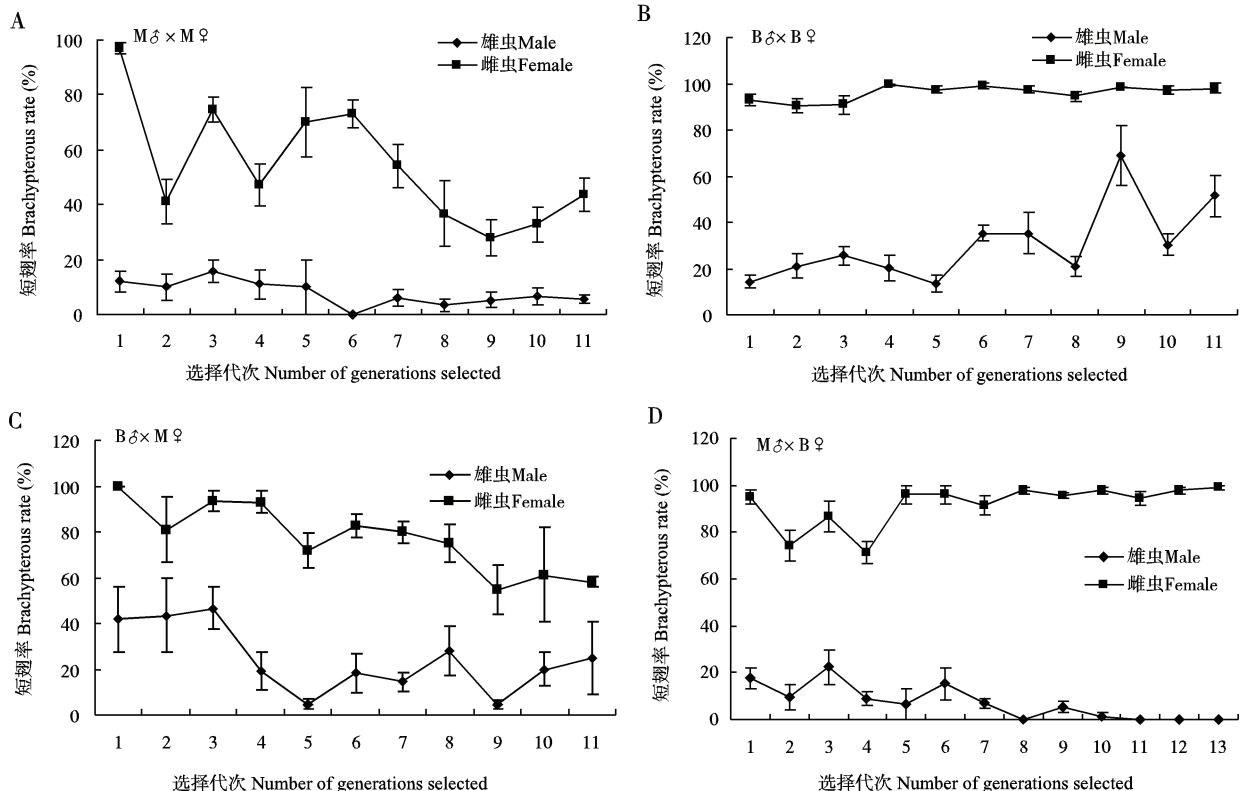 A
M♂×M♀
雄虫Male
雌虫Female
短翅率 Brachypterous rate (%)
100
80
60
40
20
0
1 2 3 4 5 6 7 8 9 10 11
选择代次 Number of generations selected
B
B♂×B♀
雄虫Male
雌虫Female
短翅率 Brachypterous rate (%)
120
100
80
60
40
20
0
1 2 3 4 5 6 7 8 9 10 11
选择代次 Number of generations selected
C
B♂×M♀
雄虫Male
雌虫Female
短翅率 Brachypterous rate (%)
120
100
80
60
40
20
0
1 2 3 4 5 6 7 8 9 10 11
选择代次 Number of generations selected
D
M♂×B♀
雄虫Male
雌虫Female
短翅率 Brachypterous rate (%)
120
100
80
60
40
20
0
1 2 3 4 5 6 7 8 9 10 11 12 13
选择代次 Number of generations selected